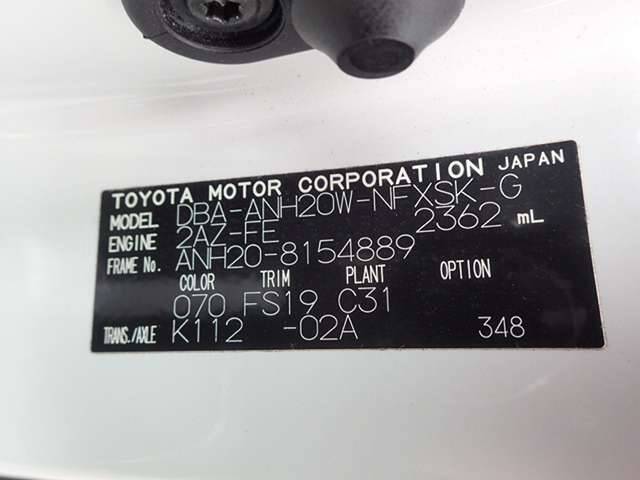 TOYOTA MOTOR CORPORATION JAPAN
MODEL DBA-ANH20W-NFXSK-G
ENGINE 2AZ-FE 2362 mL
FRAME No. ANH20-8154889
COLOR TRIM PLANT OPTION
070 FS19 C31
TRANS./AXLE K112 -02A 348